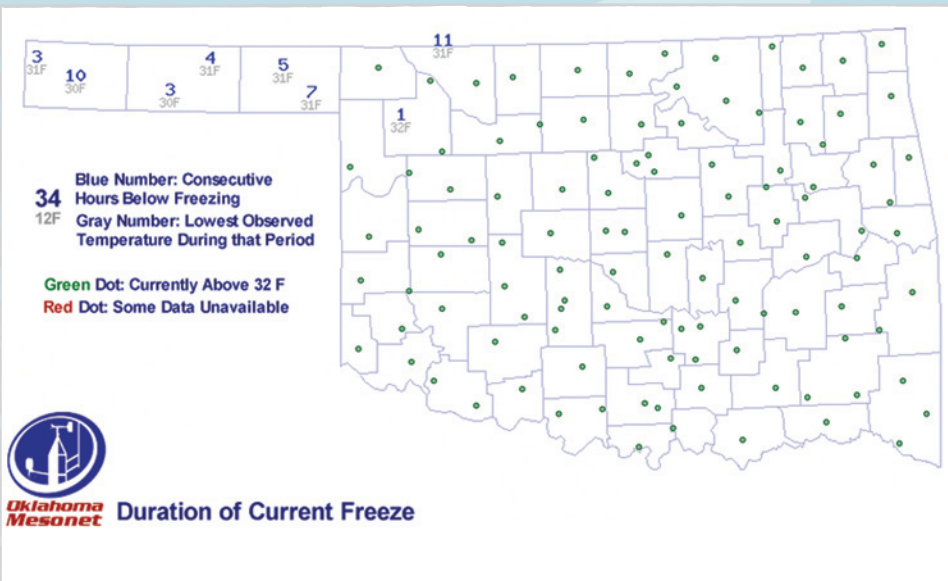 11
31F
3
31F
10
30F
4
31F
3
30F
5
31F
7
31F
1
32F
34
12F
Blue Number: Consecutive
Hours Below Freezing
Gray Number: Lowest Observed
Temperature During that Period
Green Dot: Currently Above 32 F
Red Dot: Some Data Unavailable
Oklahoma
Mesonet
Duration of Current Freeze